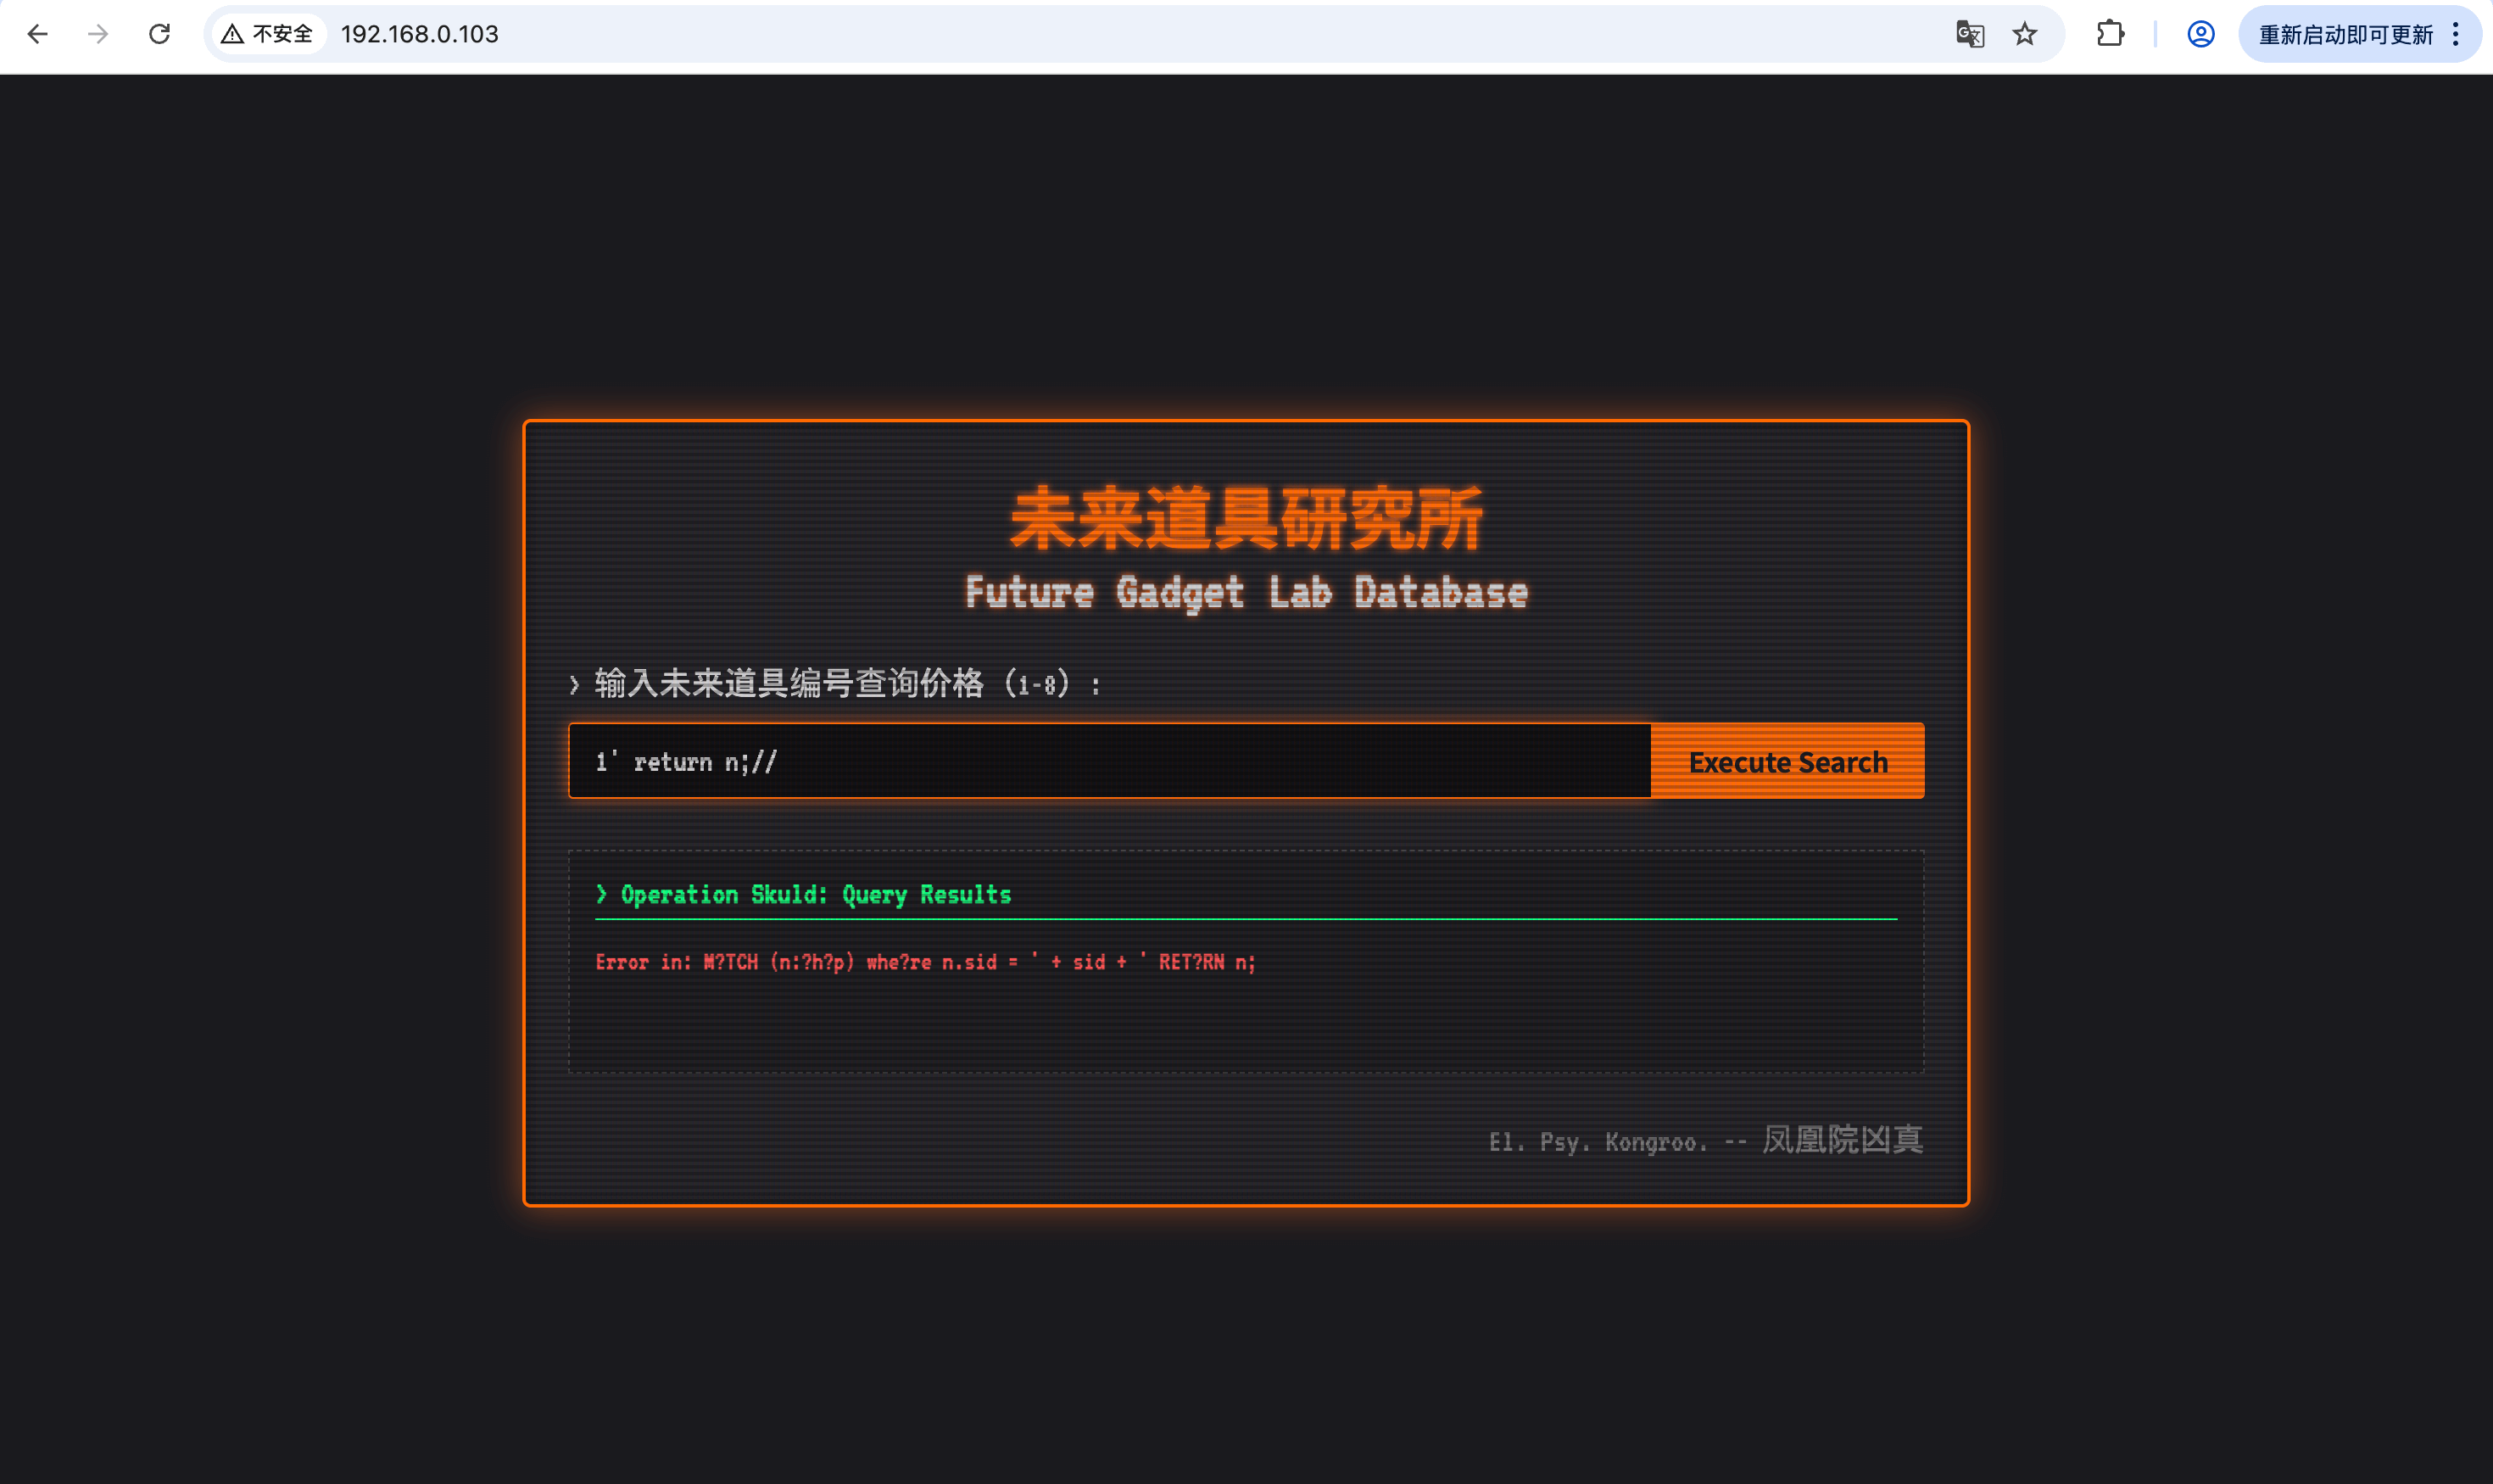 不安全 192.168.0.103 重新启动即可更新
未来道具研究所
Future Gadget Lab Database
> 输入未来道具编号查询价格（1-8）:
1' return n;// Execute Search
> Operation Skuld: Query Results
Error in: M?TCH (n:?h?p) whe?re n.sid = ' + sid + ' RET?RN n;
El. Psy. Kongroo. -- 凤凰院凶真